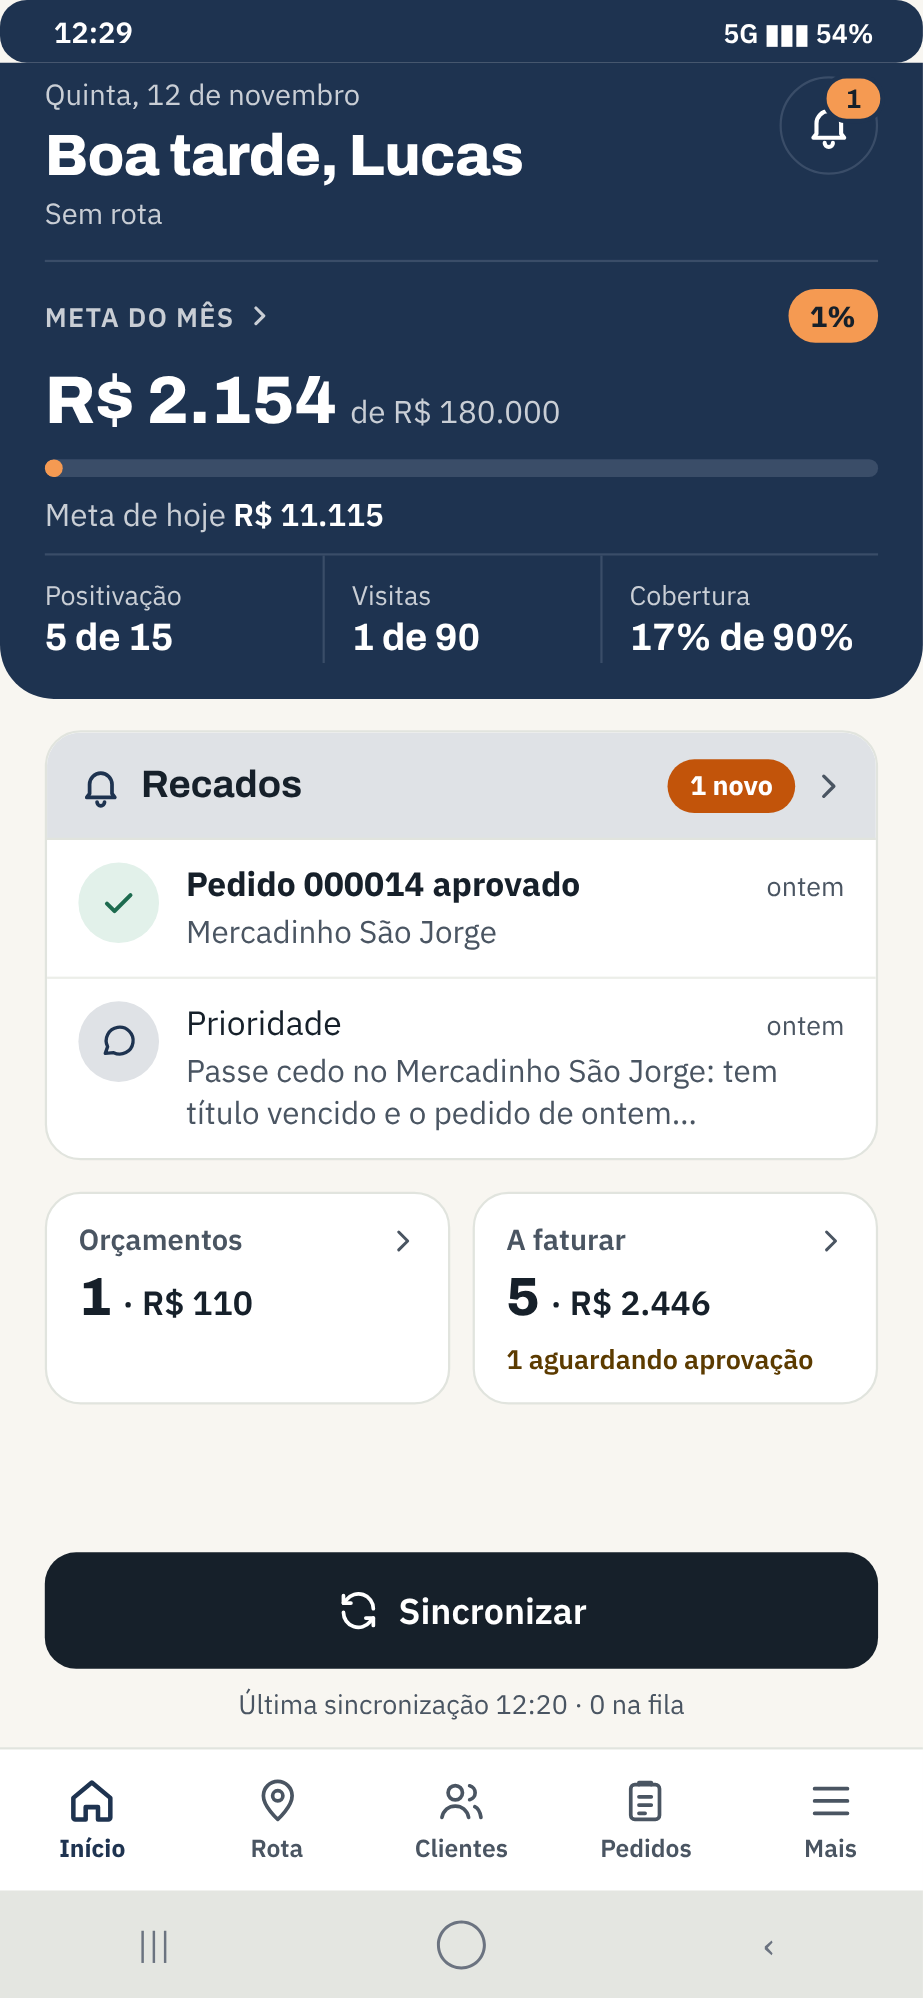 12:29
5G 54%
Quinta, 12 de novembro
1
Boa tarde, Lucas
Sem rota
META DO MÊS
1%
R$ 2.154 de R$ 180.000
Meta de hoje R$ 11.115
Positivação Visitas Cobertura
5 de 15 1 de 90 17% de 90%
Recados 1 novo
Pedido 000014 aprovado ontem
Mercadinho São Jorge
Prioridade ontem
Passe cedo no Mercadinho São Jorge: tem
título vencido e o pedido de ontem...
Orçamentos A faturar
1 · R$ 110 5 · R$ 2.446
1 aguardando aprovação
Sincronizar
Última sincronização 12:20 · 0 na fila
Início Rota Clientes Pedidos Mais